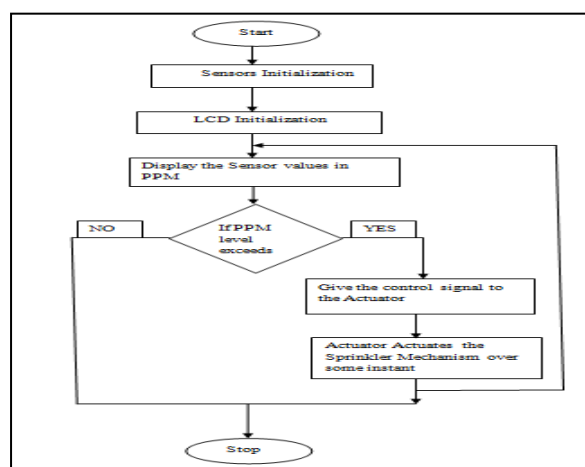 Start
Sensors Initialization
LCD Initialization
Display the Sensor values in
PPM
If PPM
level
exceeds
NO
YES
Give the control signal to
the Actuator
Actuator Actuates the
Sprinkler Mechanism over
some instant
Stop